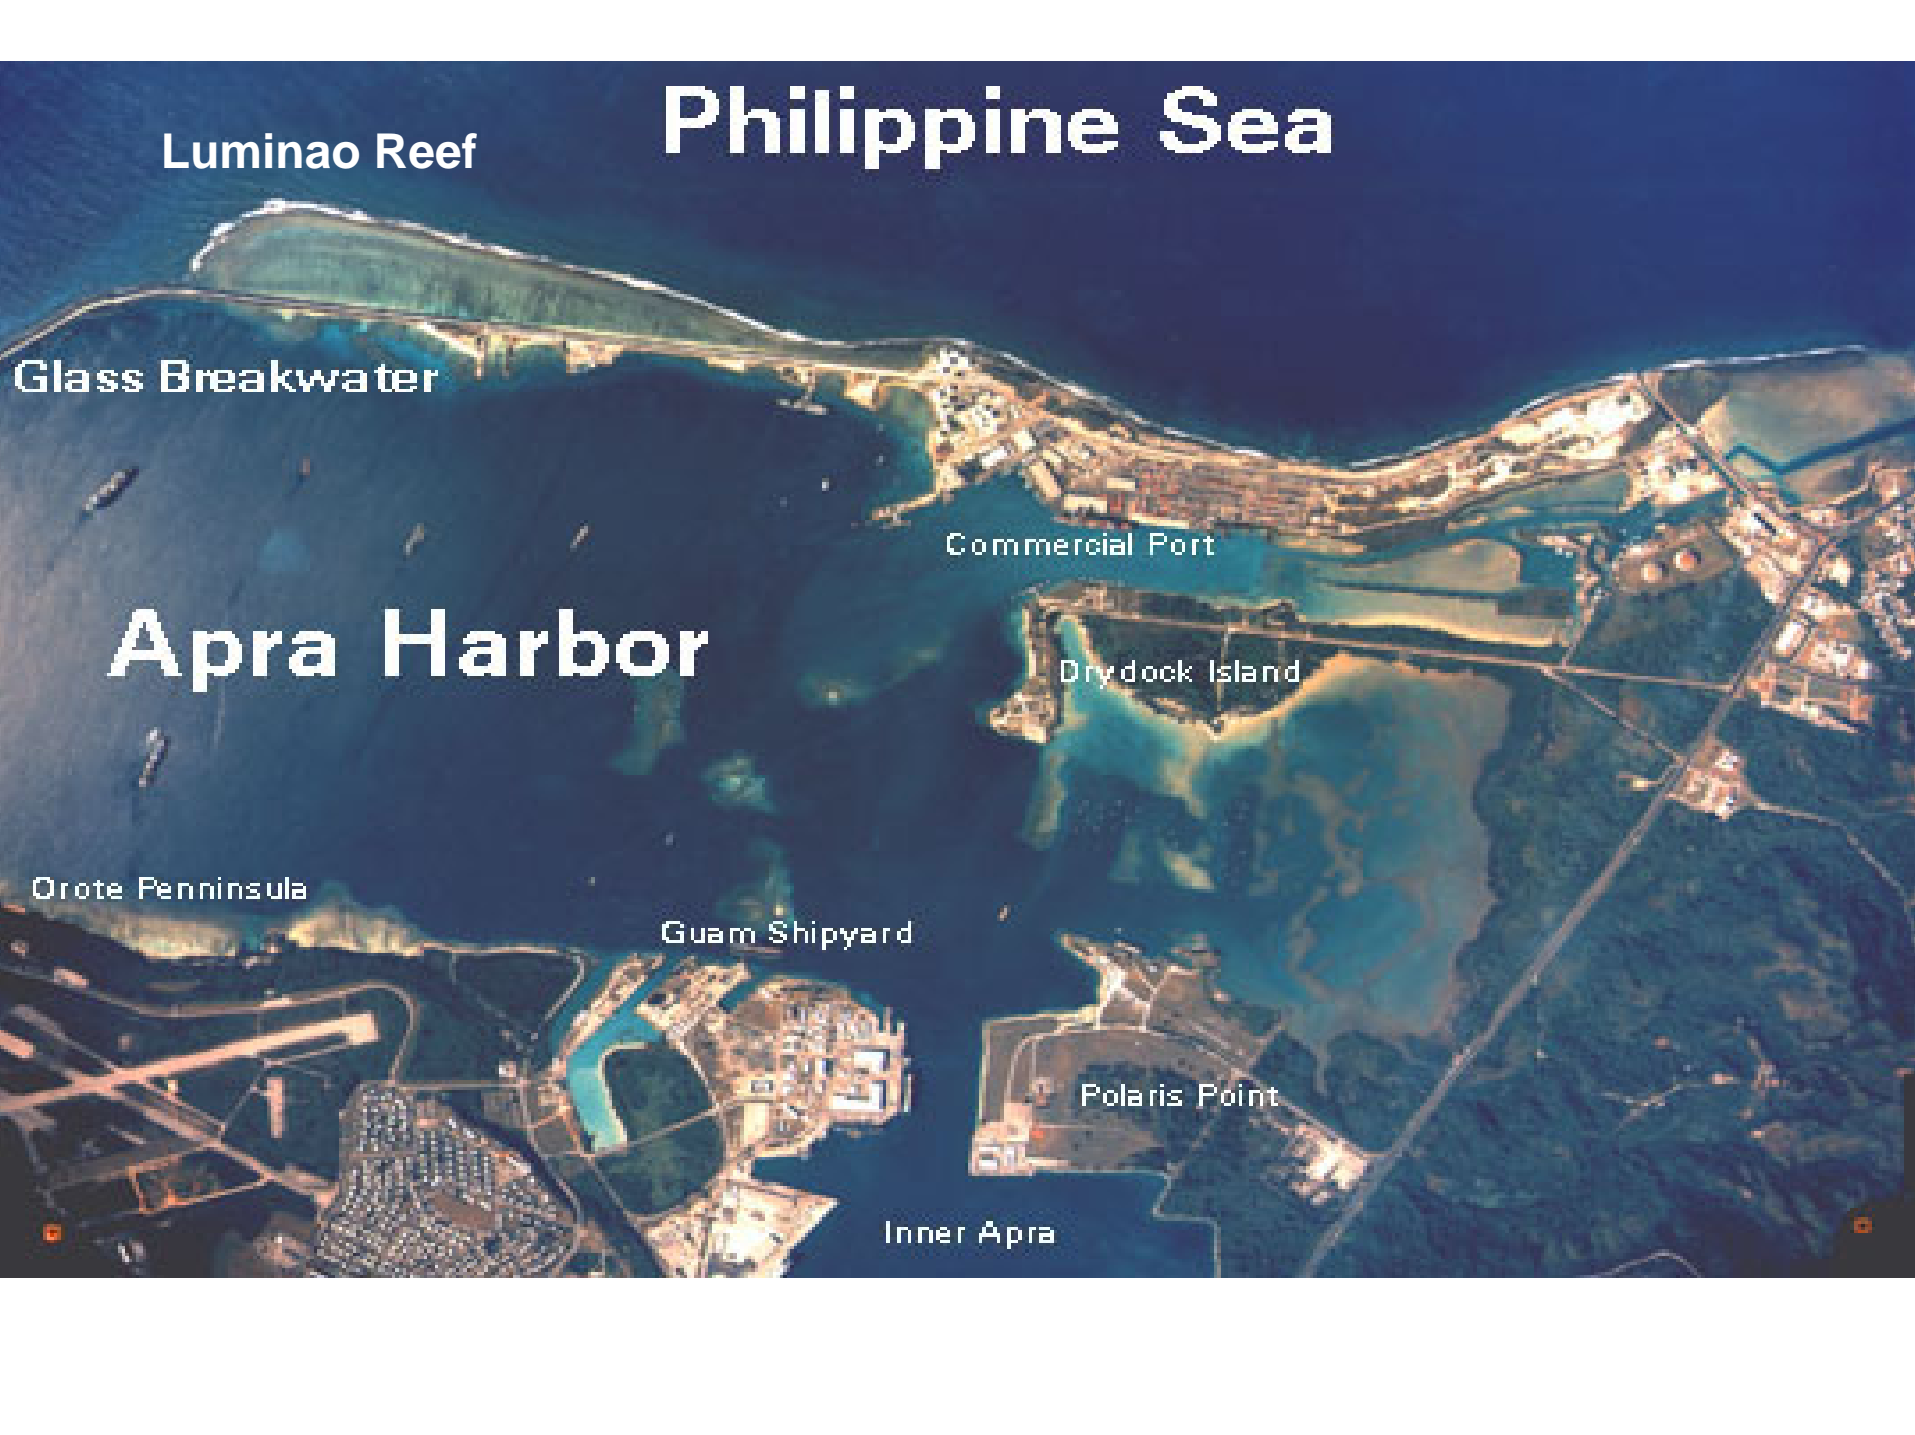 Philippine Sea
Luminao Reef
Glass Breakwater
Commercial Port
Apra Harbor
Drydock Island
Orote Penninsula
Guam Shipyard
Polaris Point
Inner Apra